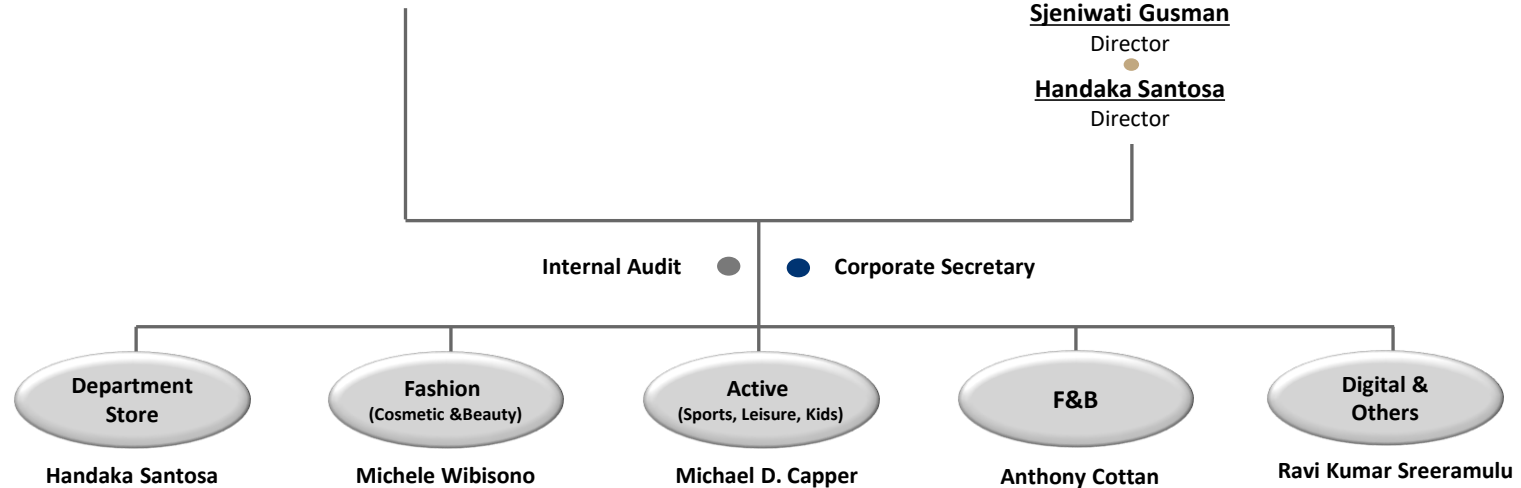 Sjeniwati Gusman
Director
Handaka Santosa
Director
Internal Audit
Corporate Secretary
Department
Store
Fashion
(Cosmetic &Beauty)
Active
(Sports, Leisure, Kids)
F&B
Digital &
Others
Handaka Santosa
Michele Wibisono
Michael D. Capper
Anthony Cottan
Ravi Kumar Sreeramulu